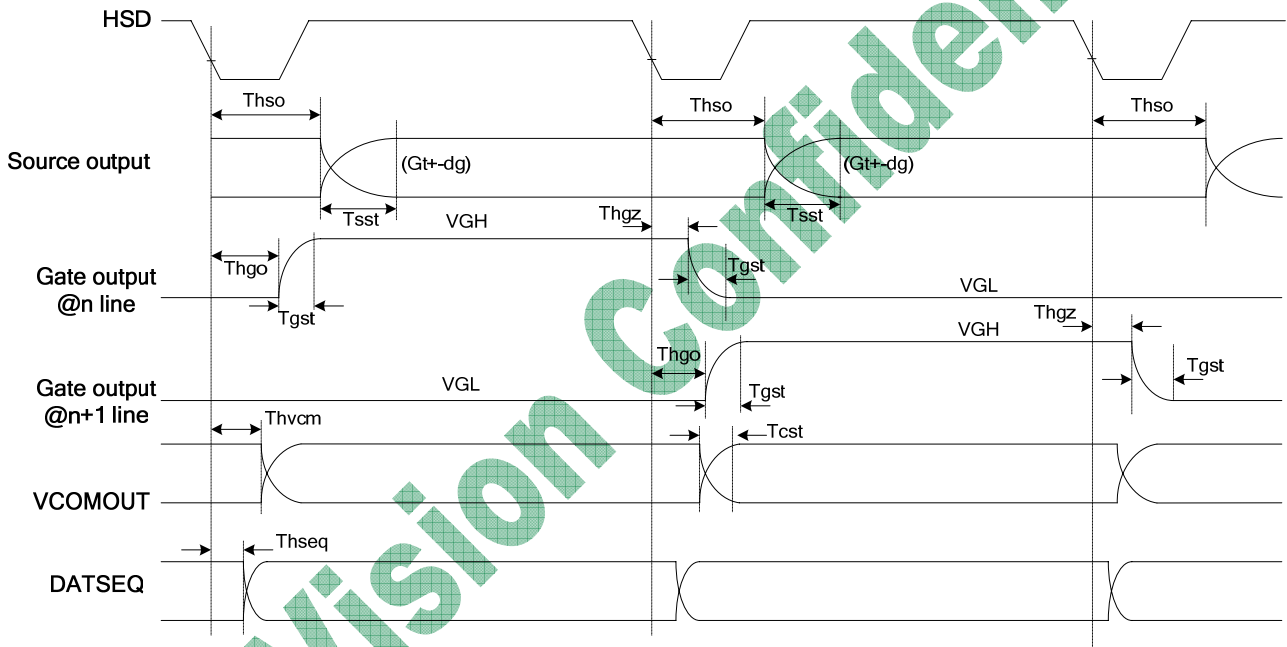 HSD
Thso
Thso
Thso
Source output
(Gt+-dg)
(Gt+-dg)
Tsst
Tsst
VGH
Thgz
Thgo
Tgst
Gate output
@n line
Tgst
VGL
Thgz
VGH
Thgo
Tgst
Gate output
@n+1 line
VGL
Tgst
Thvcm
Tcst
VCOMOUT
Thseq
DATSEQ
Vision Confiden